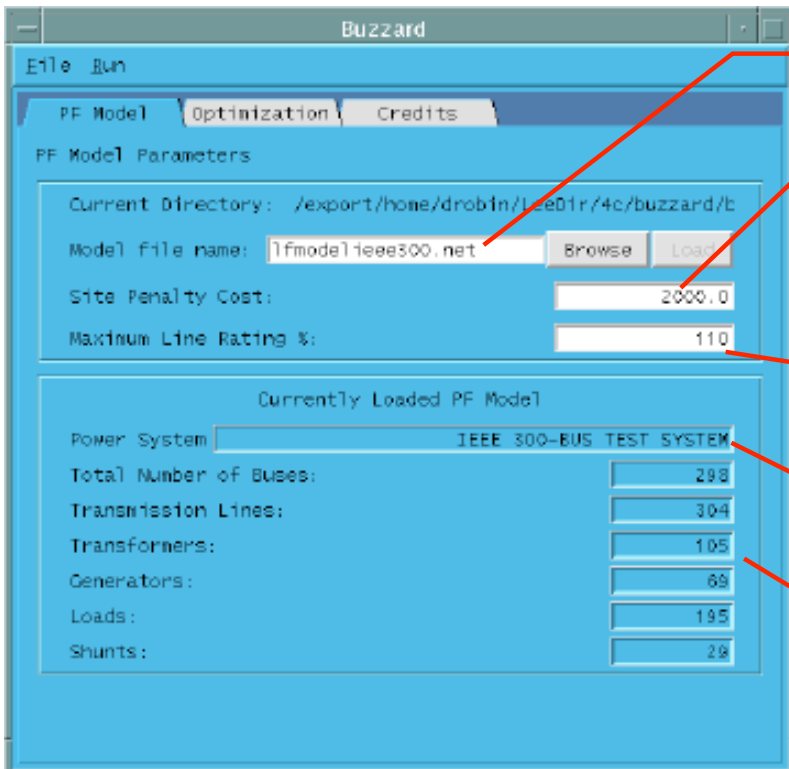 Buzzard
File Run
PF Model Optimization Credits
PF Model Parameters
Current Directory: /export/home/drobin/LeeDir/4c/buzzard/b
Model file name: lfmodelieee300.net Browse Load
Site Penalty Cost: 2000.0
Maximum Line Rating %: 110
Currently Loaded PF Model
Power System IEEE 300-BUS TEST SYSTEM
Total Number of Buses: 298
Transmission Lines: 304
Transformers: 105
Generators: 69
Loads: 195
Shunts: 29